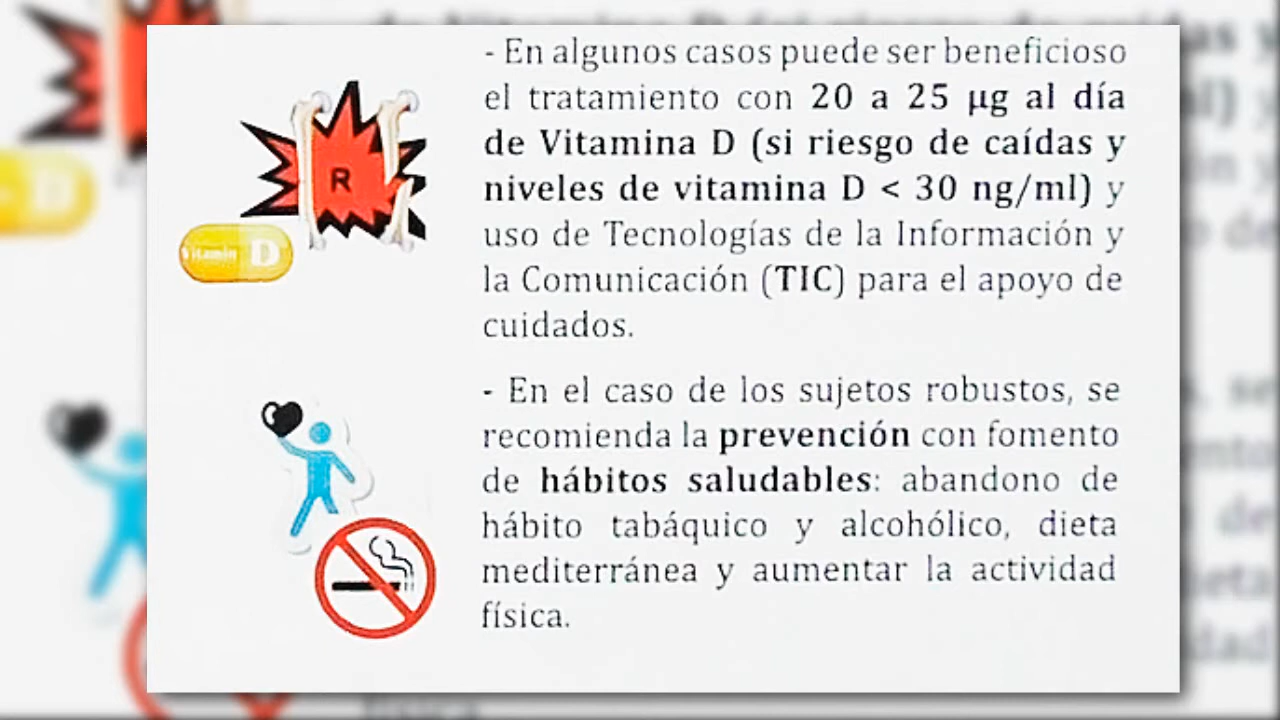 - En algunos casos puede ser beneficioso
el tratamiento con 20 a 25 µg al día
de Vitamina D (si riesgo de caídas y
niveles de vitamina D < 30 ng/ml) y
uso de Tecnologías de la Información y
la Comunicación (TIC) para el apoyo de
cuidados.
R
Vitamin D
- En el caso de los sujetos robustos, se
recomienda la prevención con fomento
de hábitos saludables: abandono de
hábito tabáquico y alcohólico, dieta
mediterránea y aumentar la actividad
física.